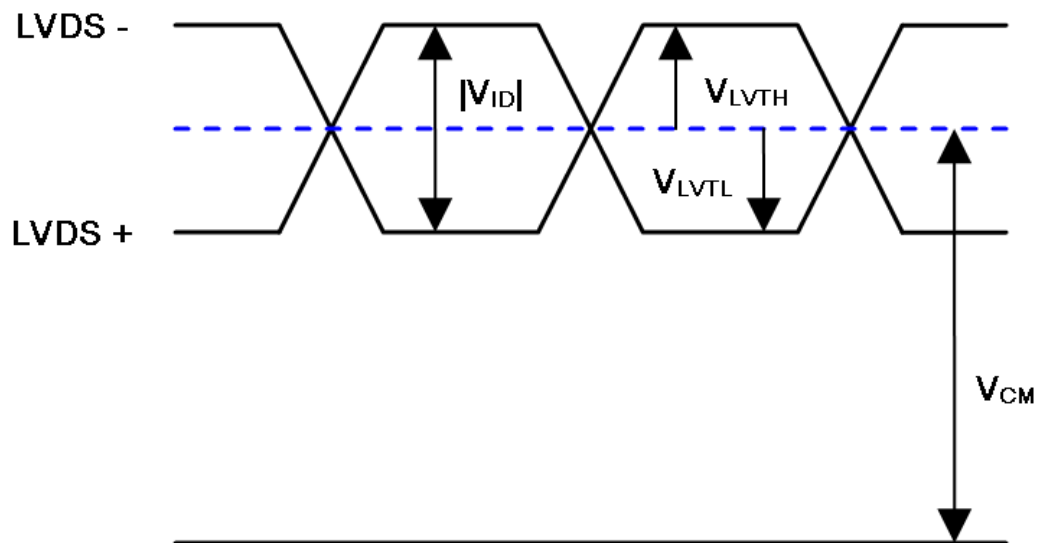 LVDS -
|VID|
VLVTH
VLVTL
LVDS +
VCM